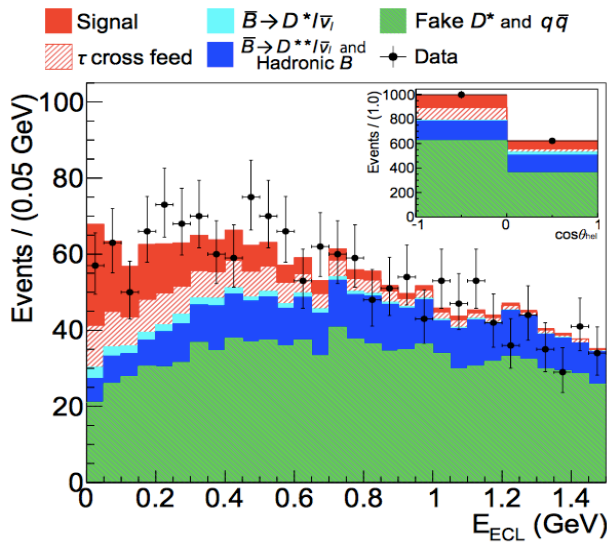 Signal
B̄→D*lν̄ₗ
Fake D* and qq̄
τ cross feed
B̄→D**lν̄ₗ and
Hadronic B
Data
Events / (0.05 GeV)
100
80
60
40
20
0
0 0.2 0.4 0.6 0.8 1 1.2 1.4
E_ECL (GeV)
Events / (1.0)
1000
800
600
400
200
0
-1 0 1
cosθ_hel